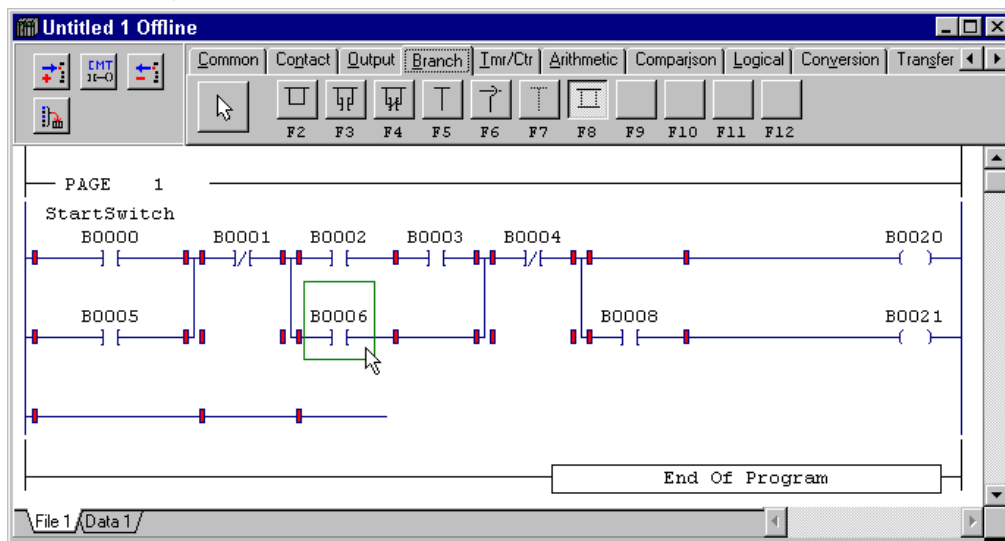 Untitled 1 Offline
CMT
Common Contact Output Branch Tmr/Ctr Arithmetic Comparison Logical Conversion Transfer
F2 F3 F4 F5 F6 F7 F8 F9 F10 F11 F12
PAGE 1
StartSwitch
B0000 B0001 B0002 B0003 B0004 B0020
B0005 B0006 B0008 B0021
End Of Program
File 1 Data 1